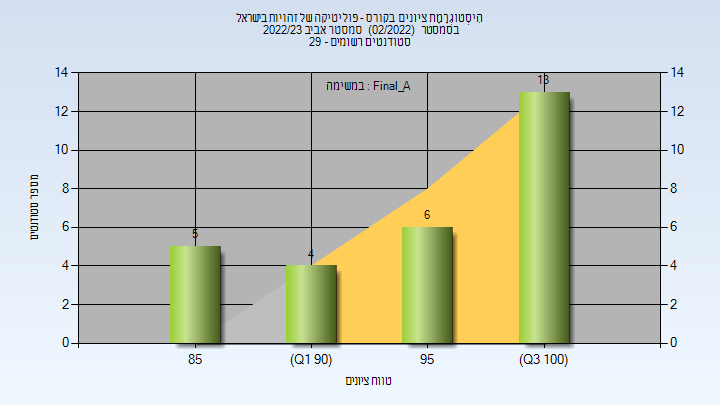 הִיסְטוֹגְרַמַּת ציונים בקורס - פוליטיקה של זהויות בישראל
בסמסטר (02/2022) סמסטר אביב 2022/23
סטודנטים רשומים - 29
במשימה : Final_A
14 14
12 12
10 10
8 8
6 6
4 4
2 2
0 0
5
4
6
13
מספר סטודנטים
85 (Q1 90) 95 (Q3 100)
טווח ציונים